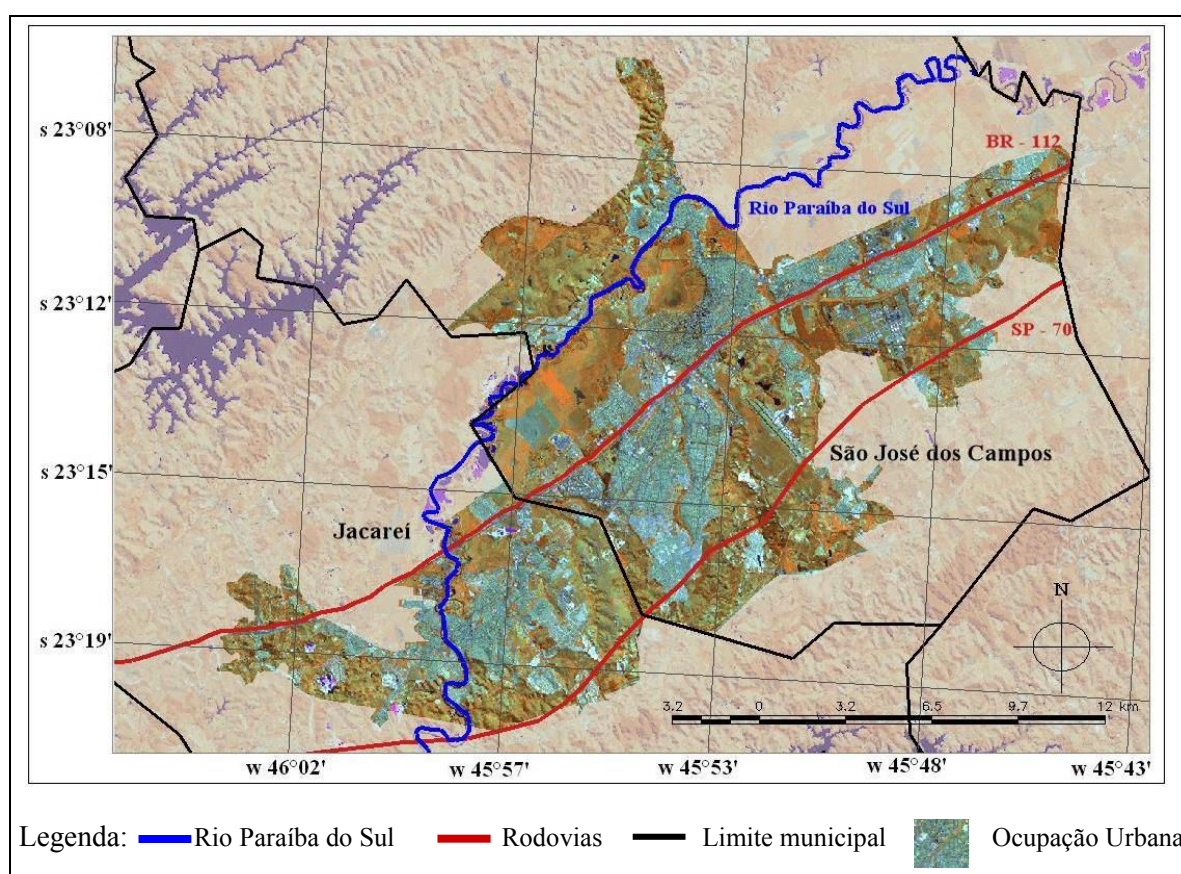 s 23°08'
BR - 112
Rio Paraíba do Sul
s 23°12'
SP - 70
São José dos Campos
s 23°15'
Jacareí
N
s 23°19'
3.2 0 3.2 6.5 9.7 12 km
w 46°02' w 45°57' w 45°53' w 45°48' w 45°43'
Legenda: Rio Paraíba do Sul Rodovias Limite municipal Ocupação Urbana